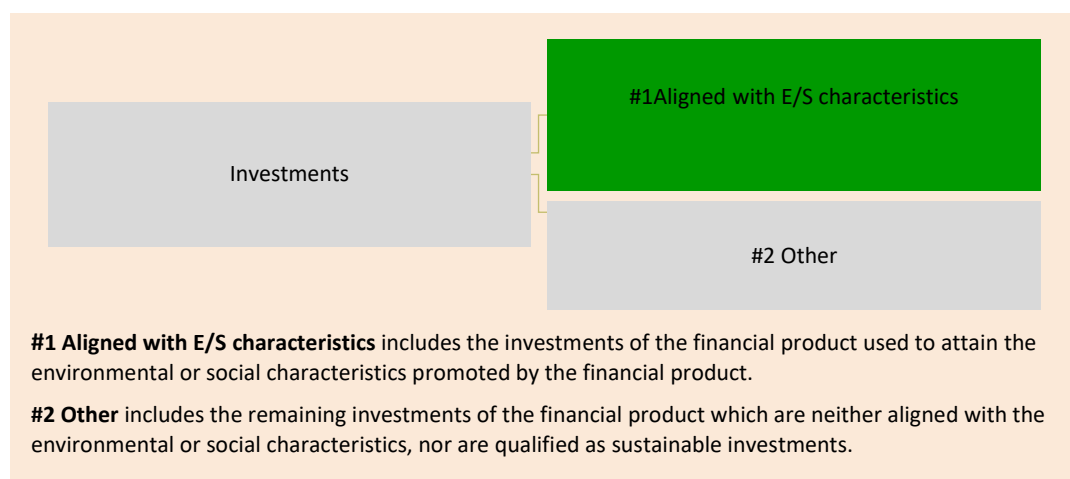 #1Aligned with E/S characteristics
Investments
#2 Other
#1 Aligned with E/S characteristics includes the investments of the financial product used to attain the
environmental or social characteristics promoted by the financial product.
#2 Other includes the remaining investments of the financial product which are neither aligned with the
environmental or social characteristics, nor are qualified as sustainable investments.